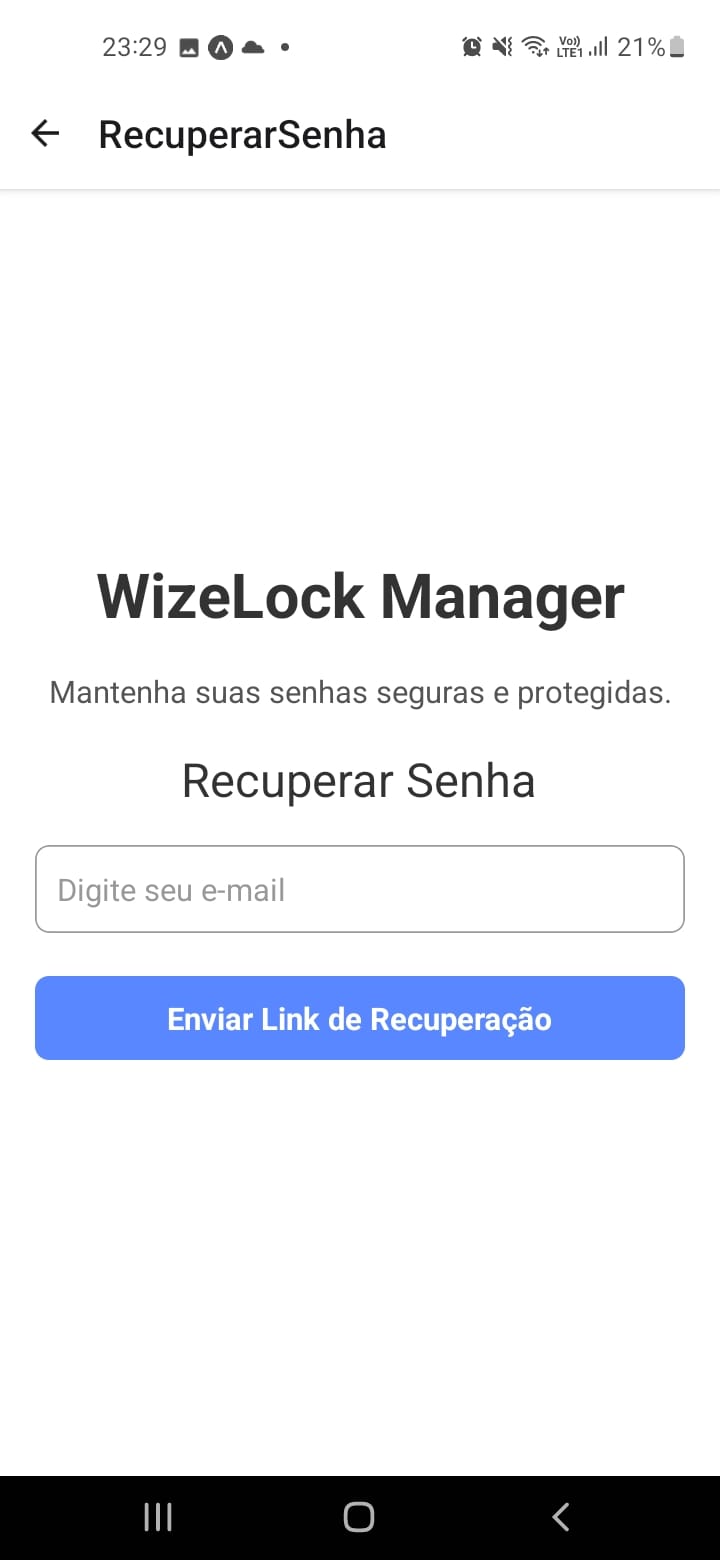 23:29 Vo)) LTE1 21%
RecuperarSenha
WizeLock Manager
Mantenha suas senhas seguras e protegidas.
Recuperar Senha
Digite seu e-mail
Enviar Link de Recuperação